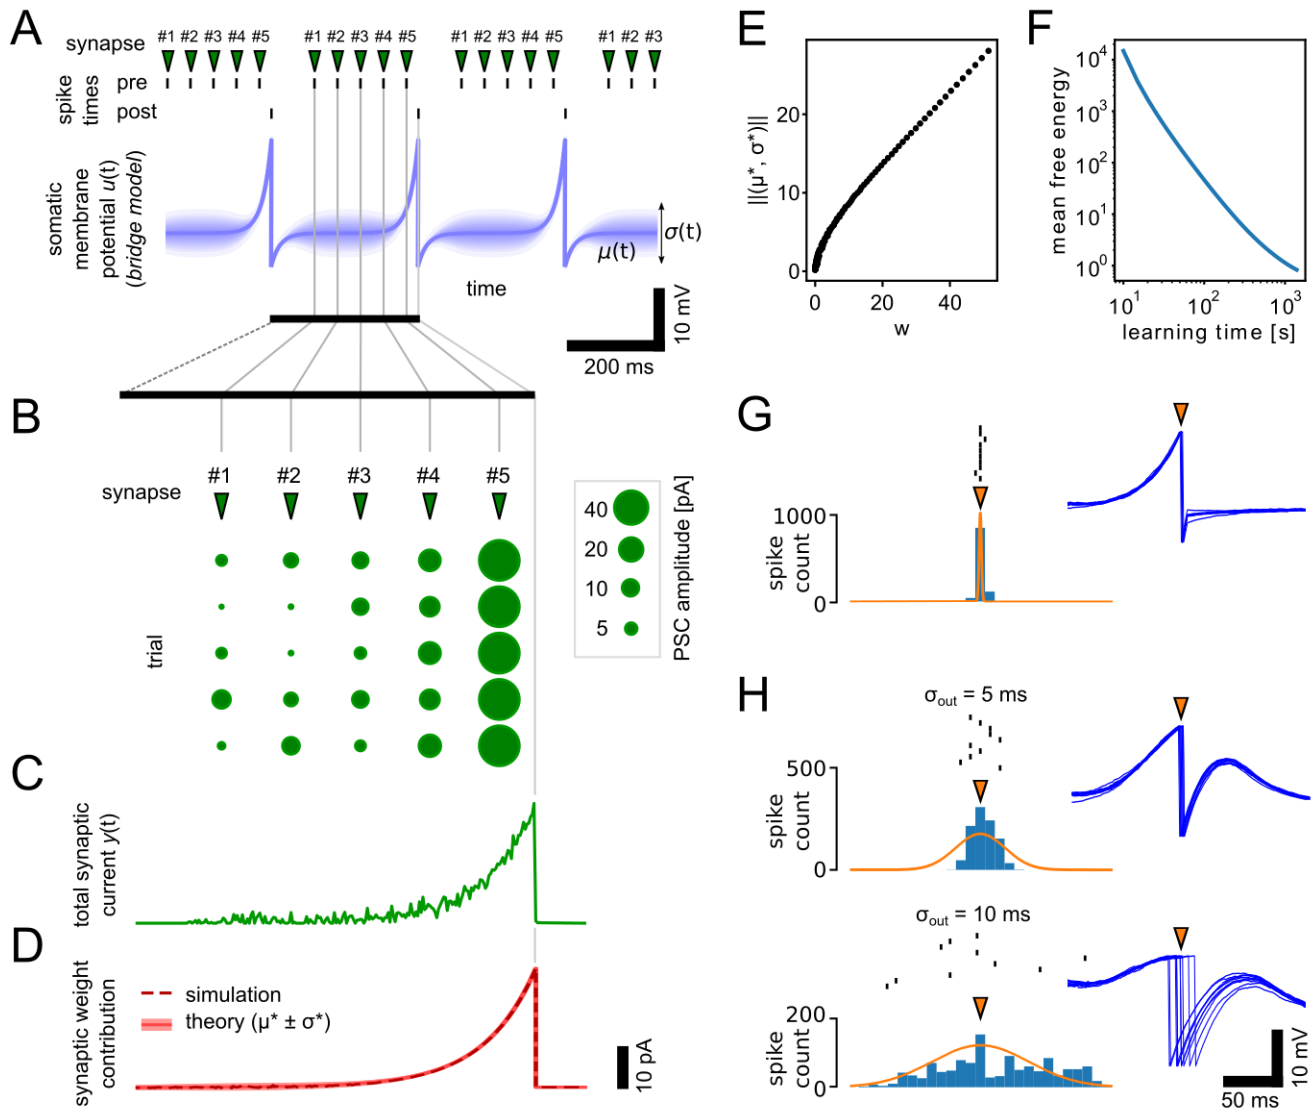 A
synapse
#1 #2 #3 #4 #5 #1 #2 #3 #4 #5 #1 #2 #3 #4 #5 #1 #2 #3
spike
times
pre
post
somatic
membrane
potential u(t)
(bridge model)
μ(t)
σ(t)
time
10 mV
200 ms
B
synapse
#1 #2 #3 #4 #5
trial
40
20
10
5
PSC amplitude [pA]
C
total synaptic
current y(t)
D
synaptic weight
contribution
simulation
theory (μ* ± σ*)
10 pA
E
||(μ*, σ*)||
20
10
0
0 20 40
w
F
mean free energy
10⁴
10³
10²
10¹
10⁰
10¹ 10² 10³
learning time [s]
G
spike
count
1000
0
H
σout = 5 ms
spike
count
500
0
σout = 10 ms
spike
count
200
0
10 mV
50 ms